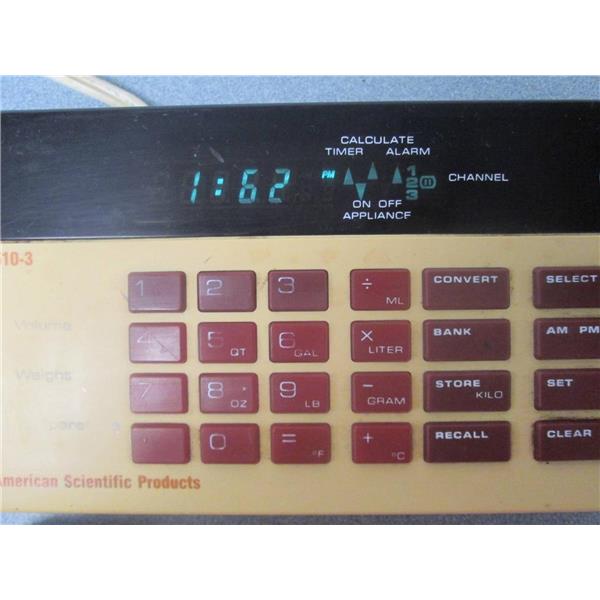 CALCULATE
TIMER ALARM
1:62 PM 1 2 3 m CHANNEL
ON OFF
APPLIANCE
510-3
1 2 3 ÷ ML CONVERT SELECT
Volume
4 5 QT 6 GAL X LITER BANK AM PM
Weight
7 8 OZ 9 LB - GRAM STORE KILO SET
. 0 = °F + °C RECALL CLEAR
American Scientific Products